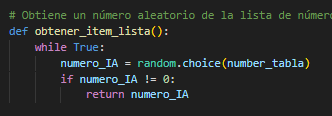 # Obtiene un número aleatorio de la lista de número
def obtener_item_lista():
    while True:
        numero_IA = random.choice(number_tabla)
        if numero_IA != 0:
            return numero_IA